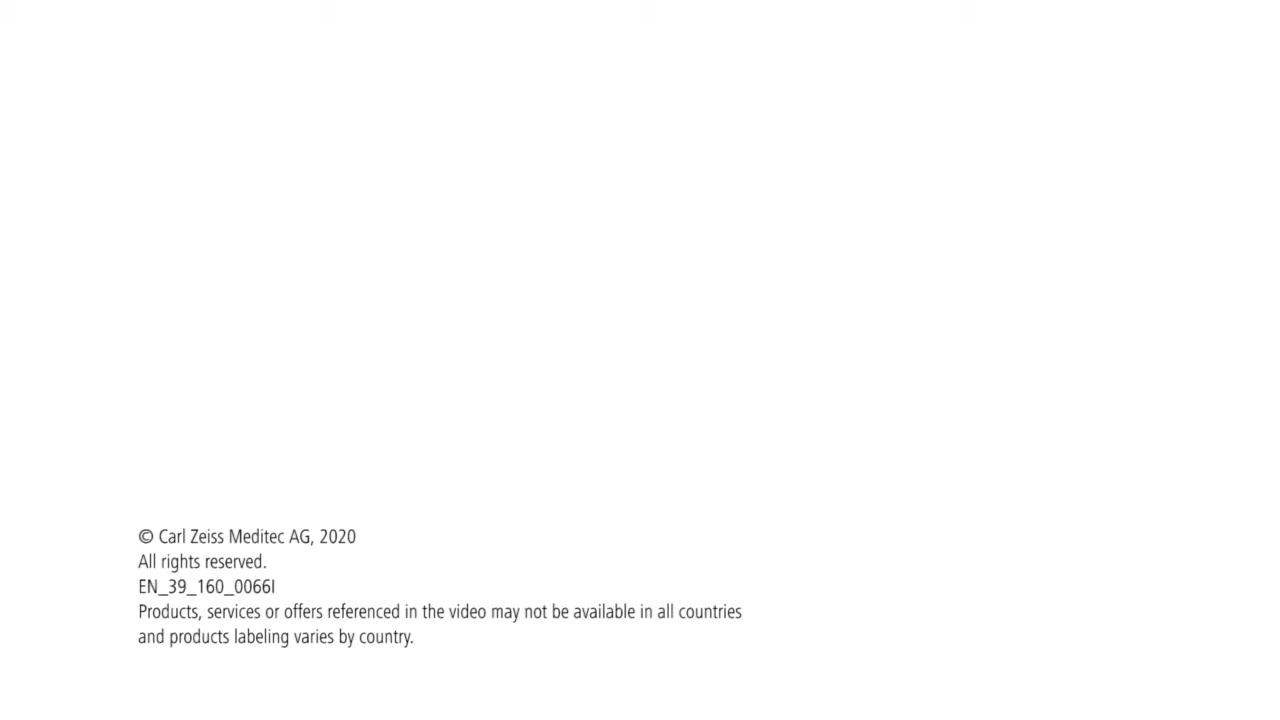 © Carl Zeiss Meditec AG, 2020
All rights reserved.
EN_39_160_0066I
Products, services or offers referenced in the video may not be available in all countries
and products labeling varies by country.